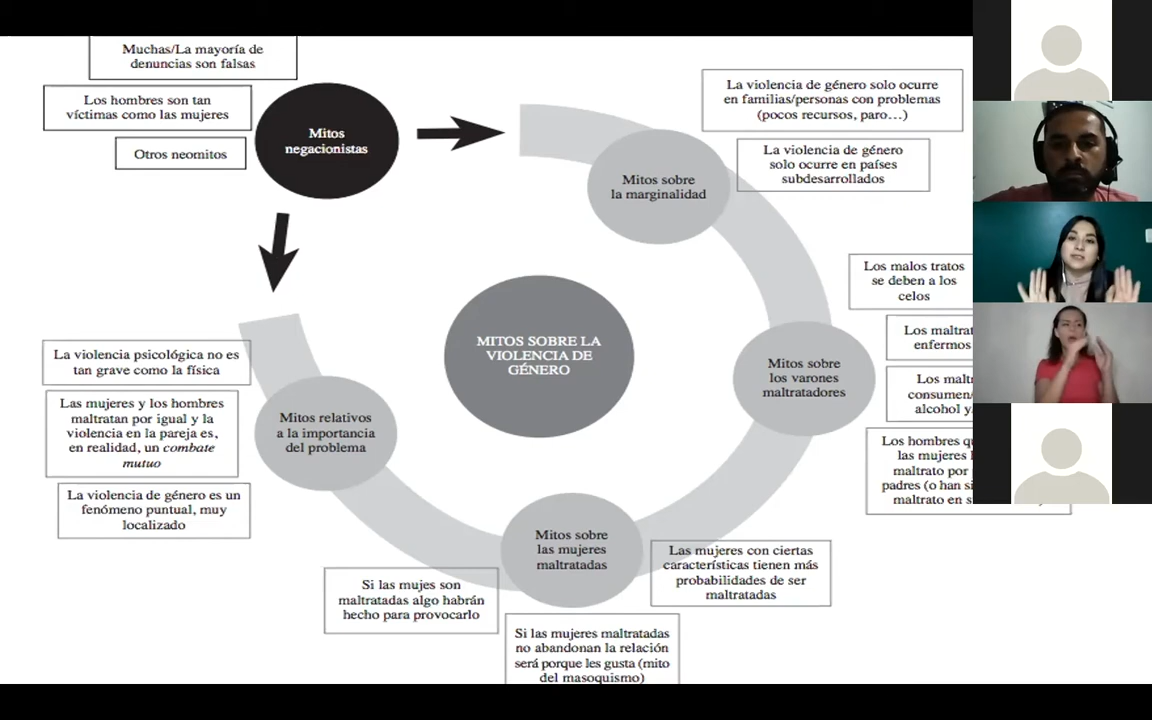 Muchas/La mayoría de
denuncias son falsas
Los hombres son tan
víctimas como las mujeres
Otros neomitos
Mitos
negacionistas
La violencia de género solo ocurre
en familias/personas con problemas
(pocos recursos, paro…)
La violencia de género
solo ocurre en países
subdesarrollados
Mitos sobre
la marginalidad
Los malos tratos
se deben a los
celos
Los
enfermos
Los
alcohol
Mitos sobre
los varones
maltratadores
Los hombres
las mujeres
maltrato por
padres (o han
maltrato en
MITOS SOBRE LA
VIOLENCIA DE
GÉNERO
La violencia psicológica no es
tan grave como la física
Las mujeres y los hombres
maltratan por igual y la
violencia en la pareja es,
en realidad, un combate
mutuo
La violencia de género es un
fenómeno puntual, muy
localizado
Mitos relativos
a la importancia
del problema
Mitos sobre
las mujeres
maltratadas
Si las mujes son
maltratadas algo habrán
hecho para provocarlo
Las mujeres con ciertas
características tienen más
probabilidades de ser
maltratadas
Si las mujeres maltratadas
no abandonan la relación
será porque les gusta (mito
del masoquismo)